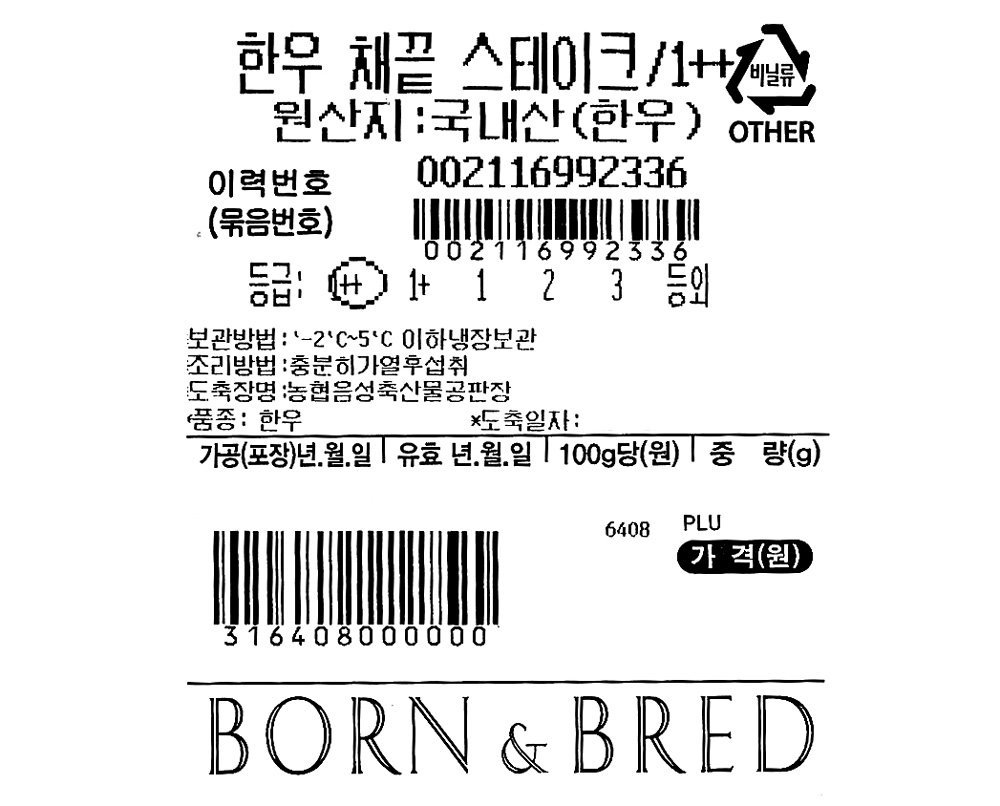 한우 채끝 스테이크/1++
비닐류
OTHER
원산지:국내산(한우)
이력번호
(묶음번호)
002116992336
002116992336
등급: 1++ 1+ 1 2 3 등외
보관방법:'-2'C~5'C 이하냉장보관
조리방법:충분히가열후섭취
도축장명:농협음성축산물공판장
*품종: 한우 *도축일자:
가공(포장)년.월.일 | 유효 년.월.일 | 100g당(원) | 중 량(g)
6408 PLU
가 격(원)
316408000000
BORN & BRED